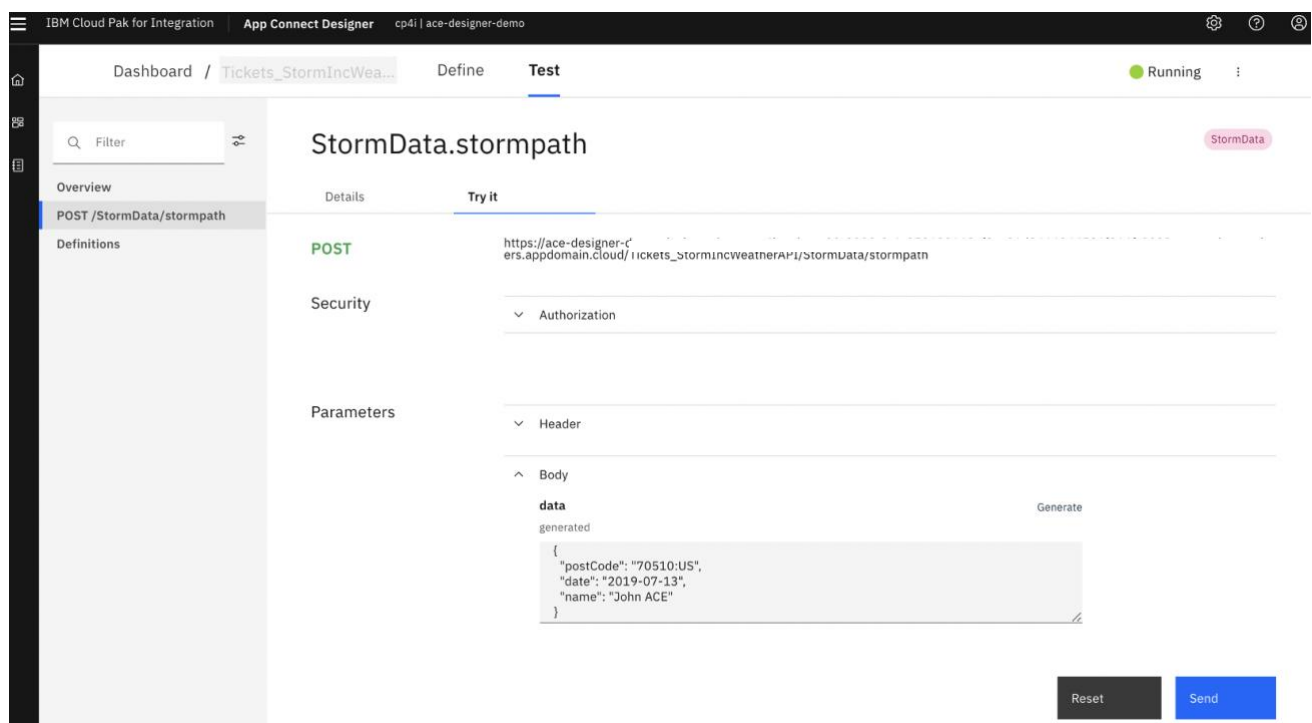 IBM Cloud Pak for Integration App Connect Designer cp4i | ace-designer-demo
Dashboard / Tickets_StormIncWea... Define Test Running
Filter
Overview
POST /StormData/stormpath
Definitions
StormData.stormpath StormData
Details Try it
POST https://ace-designer-
ers.appdomain.cloud/Tickets_StormIncWeatherAPI/StormData/stormpath
Security Authorization
Parameters Header
Body
data Generate
generated
{
"postCode": "70510:US",
"date": "2019-07-13",
"name": "John ACE"
}
Reset Send